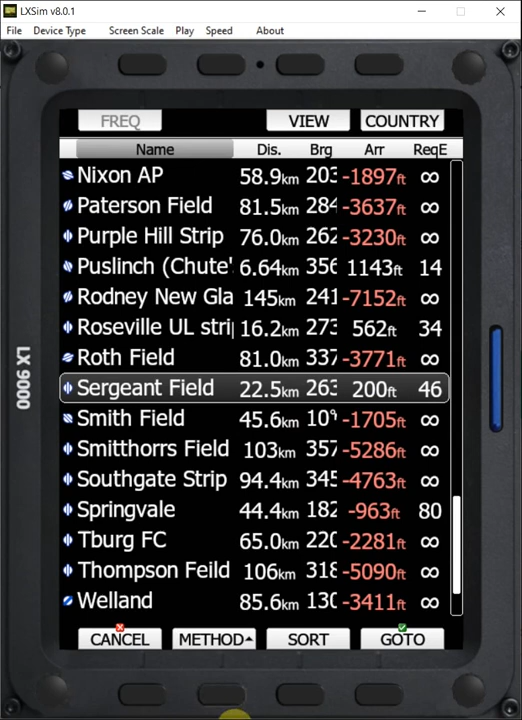 LXSim v8.0.1
File Device Type Screen Scale Play Speed About
FREQ VIEW COUNTRY
Name Dis. Brg Arr ReqE
Nixon AP 58.9km 203 -1897ft ∞
Paterson Field 81.5km 284 -3637ft ∞
Purple Hill Strip 76.0km 262 -3230ft ∞
Puslinch (Chute' 6.64km 356 1143ft 14
Rodney New Gla 145km 241 -7152ft ∞
Roseville UL stri 16.2km 273 562ft 34
Roth Field 81.0km 337 -3771ft ∞
Sergeant Field 22.5km 263 200ft 46
Smith Field 45.6km 10° -1705ft ∞
Smitthorrs Field 103km 357 -5286ft ∞
Southgate Strip 94.4km 345 -4763ft ∞
Springvale 44.4km 182 -963ft 80
Tburg FC 65.0km 220 -2281ft ∞
Thompson Feild 106km 318 -5090ft ∞
Welland 85.6km 130 -3411ft ∞
CANCEL METHOD SORT GOTO
LX 9000